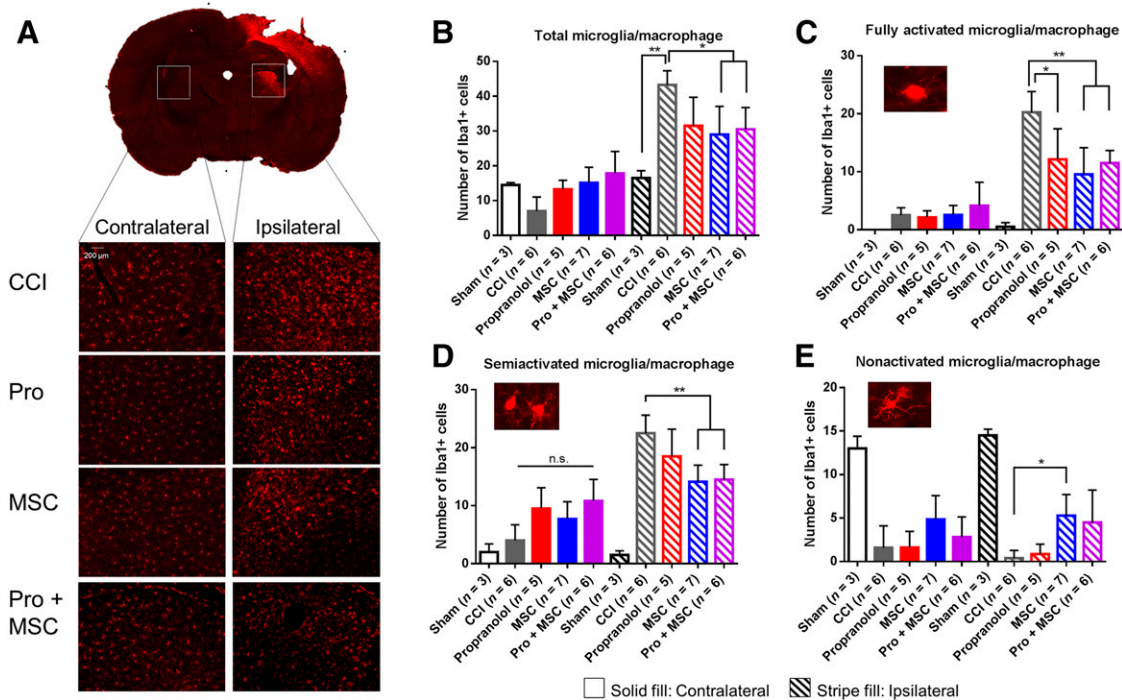 A
Contralateral
Ipsilateral
200 μm
CCI
Pro
MSC
Pro +
MSC
B
Total microglia/macrophage
Number of Iba1+ cells
50
40
30
20
10
0
**
*
Sham (n = 3)
CCI (n = 6)
Propranolol (n = 5)
MSC (n = 7)
Pro + MSC (n = 6)
Sham (n = 3)
CCI (n = 6)
Propranolol (n = 5)
MSC (n = 7)
Pro + MSC (n = 6)
C
Fully activated microglia/macrophage
Number of Iba1+ cells
30
20
10
0
**
*
Sham (n = 3)
CCI (n = 6)
Propranolol (n = 5)
MSC (n = 7)
Pro + MSC (n = 6)
Sham (n = 3)
CCI (n = 6)
Propranolol (n = 5)
MSC (n = 7)
Pro + MSC (n = 6)
D
Semiactivated microglia/macrophage
Number of Iba1+ cells
30
20
10
0
n.s.
**
Sham (n = 3)
CCI (n = 6)
Propranolol (n = 5)
MSC (n = 7)
Pro + MSC (n = 6)
Sham (n = 3)
CCI (n = 6)
Propranolol (n = 5)
MSC (n = 7)
Pro + MSC (n = 6)
E
Nonactivated microglia/macrophage
Number of Iba1+ cells
20
15
10
5
0
*
Sham (n = 3)
CCI (n = 6)
Propranolol (n = 5)
MSC (n = 7)
Pro + MSC (n = 6)
Sham (n = 3)
CCI (n = 6)
Propranolol (n = 5)
MSC (n = 7)
Pro + MSC (n = 6)
Solid fill: Contralateral
Stripe fill: Ipsilateral